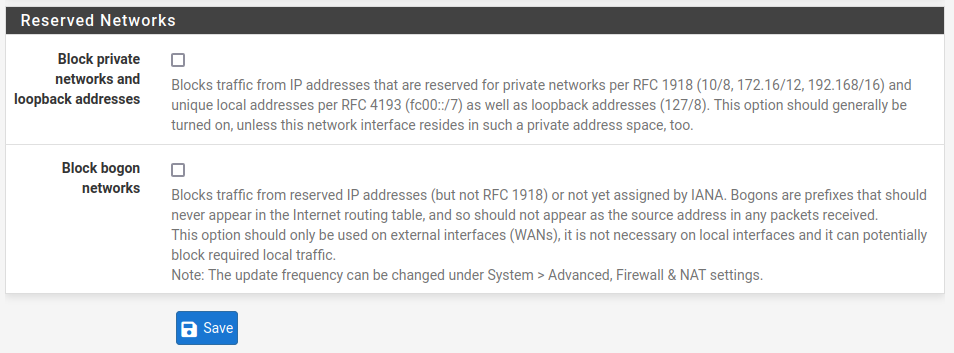 Reserved Networks
Block private
networks and
loopback addresses
Blocks traffic from IP addresses that are reserved for private networks per RFC 1918 (10/8, 172.16/12, 192.168/16) and
unique local addresses per RFC 4193 (fc00::/7) as well as loopback addresses (127/8). This option should generally be
turned on, unless this network interface resides in such a private address space, too.
Block bogon
networks
Blocks traffic from reserved IP addresses (but not RFC 1918) or not yet assigned by IANA. Bogons are prefixes that should
never appear in the Internet routing table, and so should not appear as the source address in any packets received.
This option should only be used on external interfaces (WANs), it is not necessary on local interfaces and it can potentially
block required local traffic.
Note: The update frequency can be changed under System > Advanced, Firewall & NAT settings.
Save